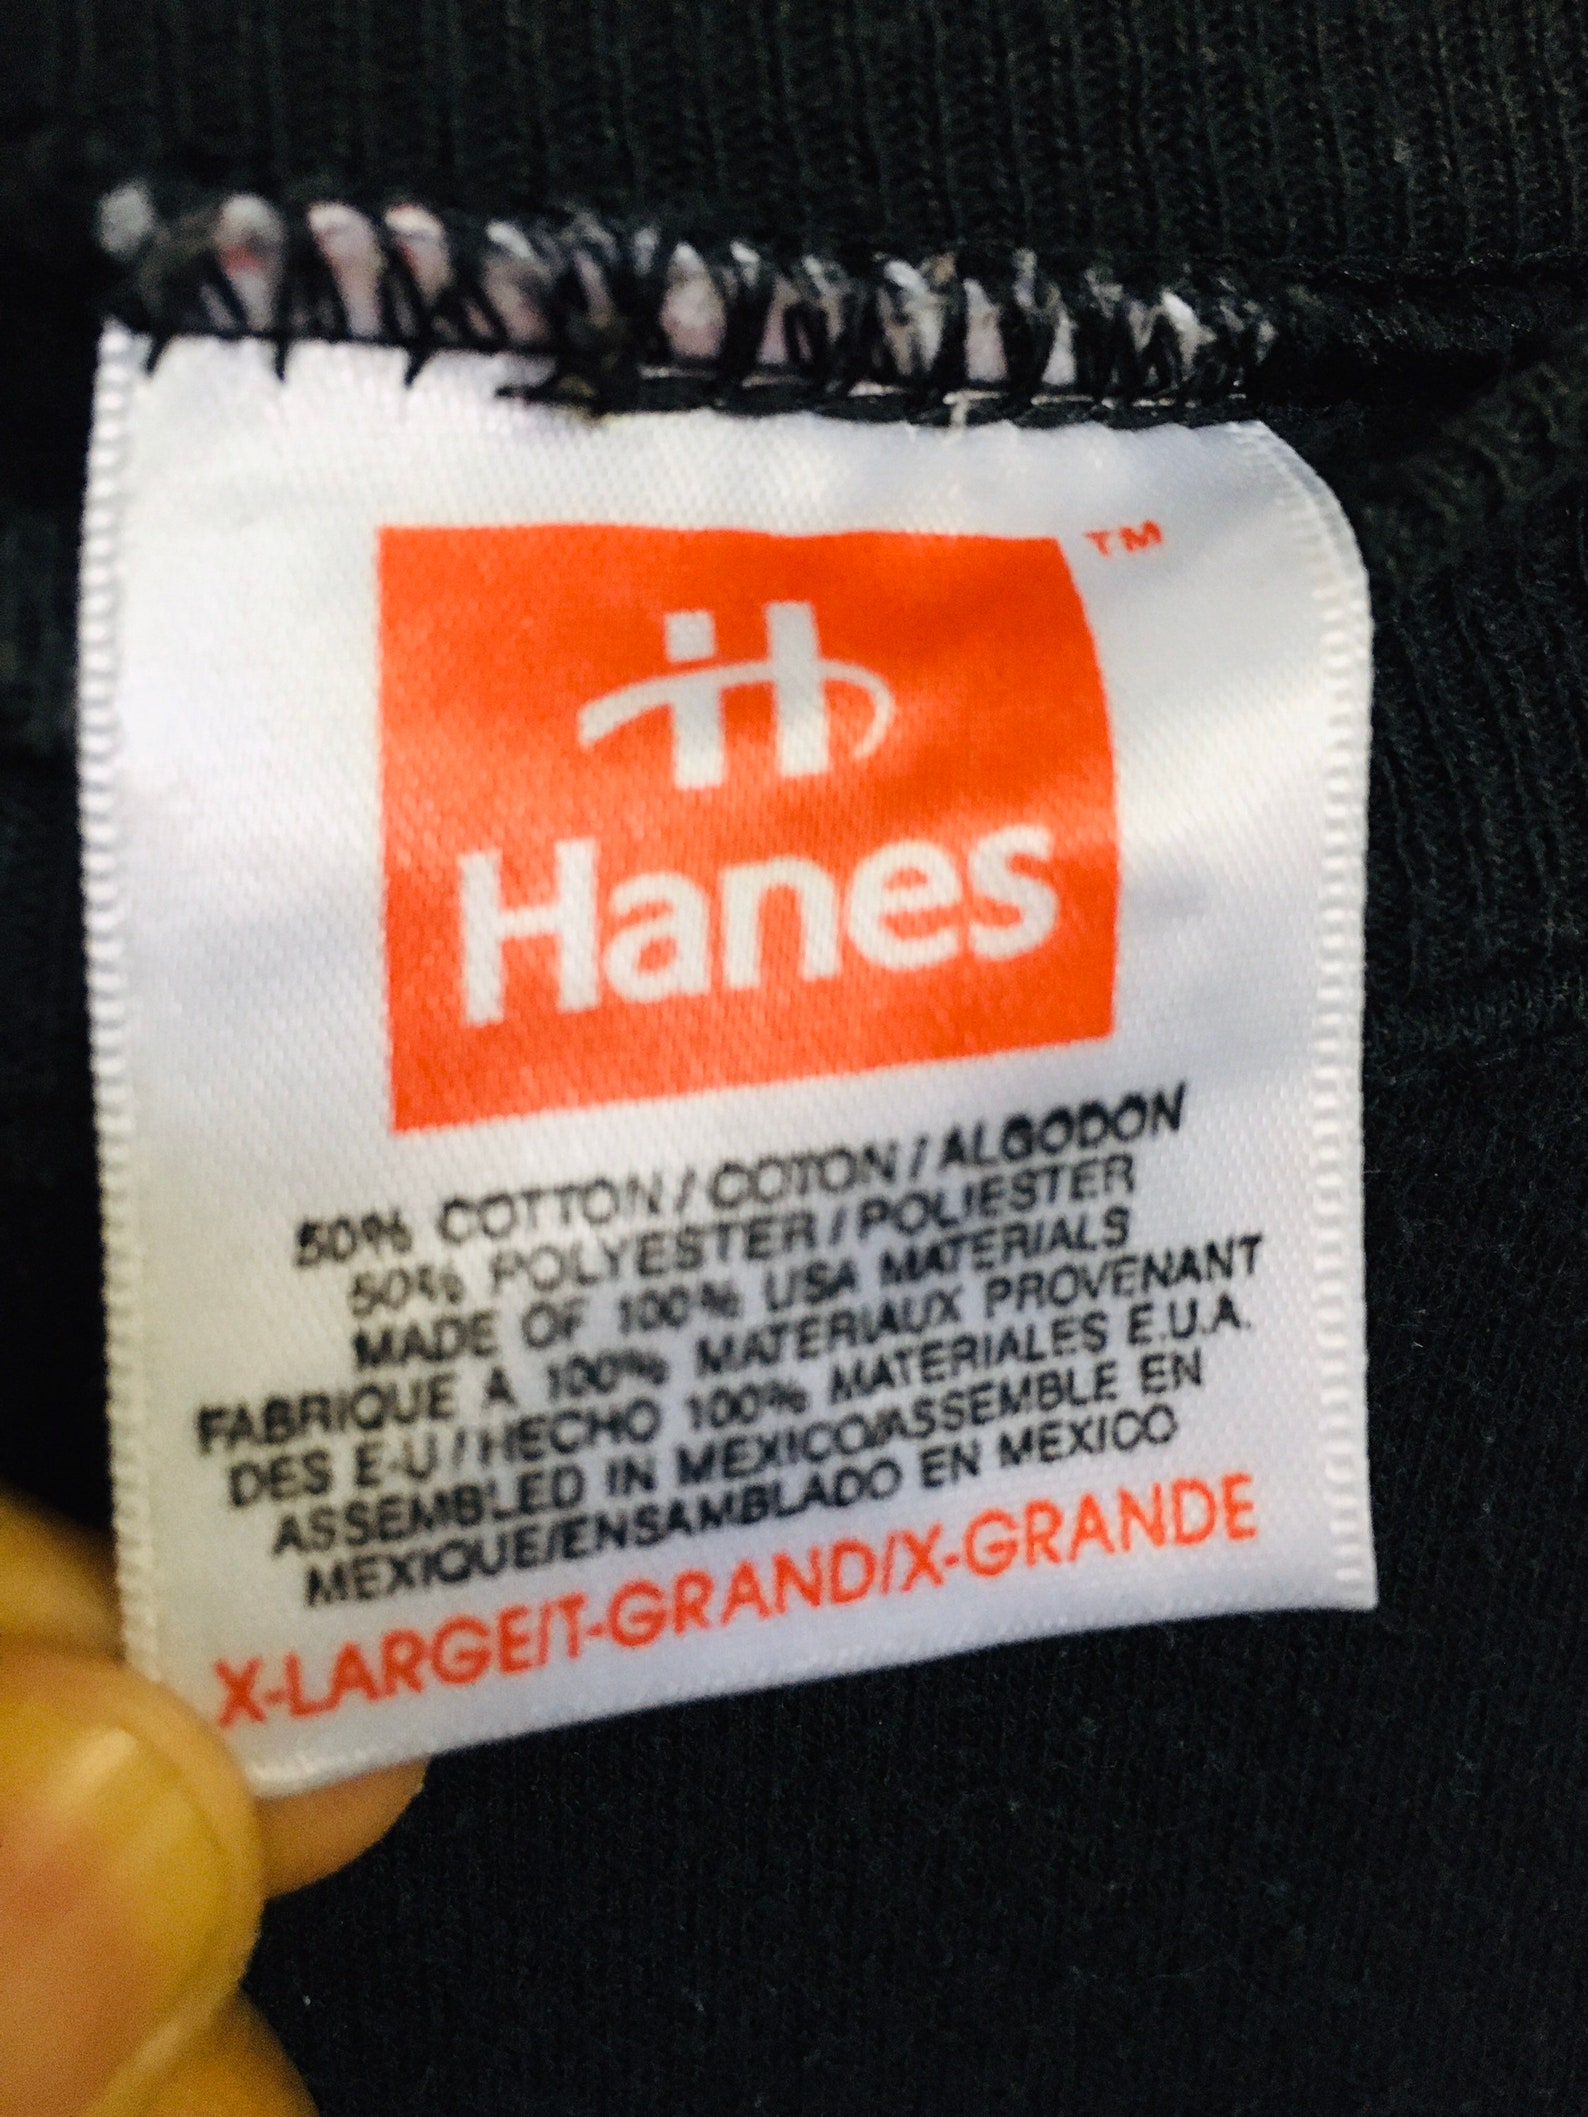 TM
H
Hanes
50% COTTON / COTON / ALGODON
50% POLYESTER / POLIESTER
MADE OF 100% USA MATERIALS
FABRIQUE A 100% MATERIAUX PROVENANT
DES E-U / HECHO 100% MATERIALES E.U.A.
ASSEMBLED IN MEXICO/ASSEMBLE EN
MEXIQUE/ENSAMBLADO EN MEXICO
X-LARGE/T-GRAND/X-GRANDE